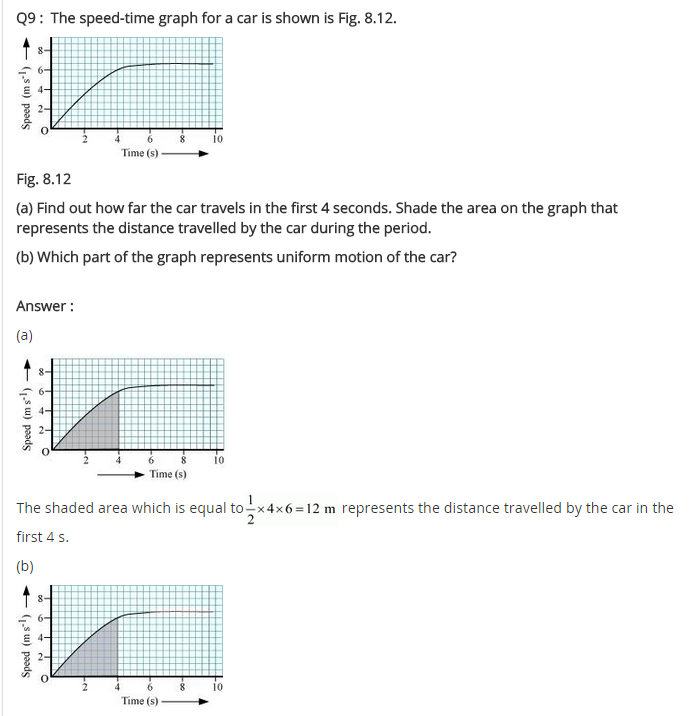 Q9 : The speed-time graph for a car is shown is Fig. 8.12.
Speed (m s⁻¹)
8
6
4
2
O
2 4 6 8 10
Time (s)
Fig. 8.12
(a) Find out how far the car travels in the first 4 seconds. Shade the area on the graph that
represents the distance travelled by the car during the period.
(b) Which part of the graph represents uniform motion of the car?
Answer :
(a)
Speed (m s⁻¹)
8
6
4
2
O
2 4 6 8 10
Time (s)
The shaded area which is equal to 1/2 × 4 × 6 = 12 m represents the distance travelled by the car in the
first 4 s.
(b)
Speed (m s⁻¹)
8
6
4
2
O
2 4 6 8 10
Time (s)